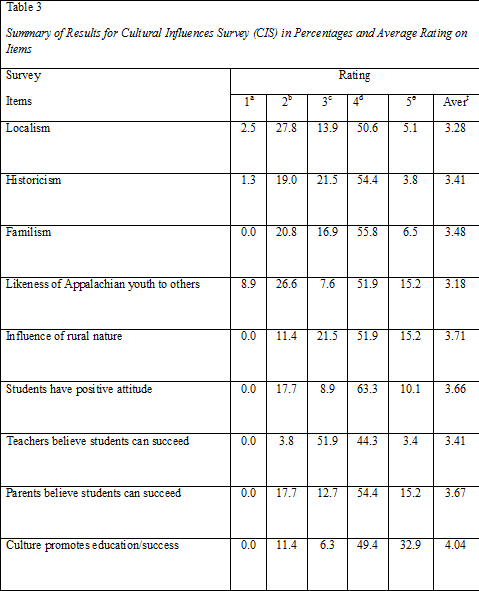 Table 3
Summary of Results for Cultural Influences Survey (CIS) in Percentages and Average Rating on
Items
Survey Rating
Items 1ᵃ 2ᵇ 3ᶜ 4ᵈ 5ᵉ Averᶠ
Localism 2.5 27.8 13.9 50.6 5.1 3.28
Historicism 1.3 19.0 21.5 54.4 3.8 3.41
Familism 0.0 20.8 16.9 55.8 6.5 3.48
Likeness of Appalachian youth to others 8.9 26.6 7.6 51.9 15.2 3.18
Influence of rural nature 0.0 11.4 21.5 51.9 15.2 3.71
Students have positive attitude 0.0 17.7 8.9 63.3 10.1 3.66
Teachers believe students can succeed 0.0 3.8 51.9 44.3 3.4 3.41
Parents believe students can succeed 0.0 17.7 12.7 54.4 15.2 3.67
Culture promotes education/success 0.0 11.4 6.3 49.4 32.9 4.04